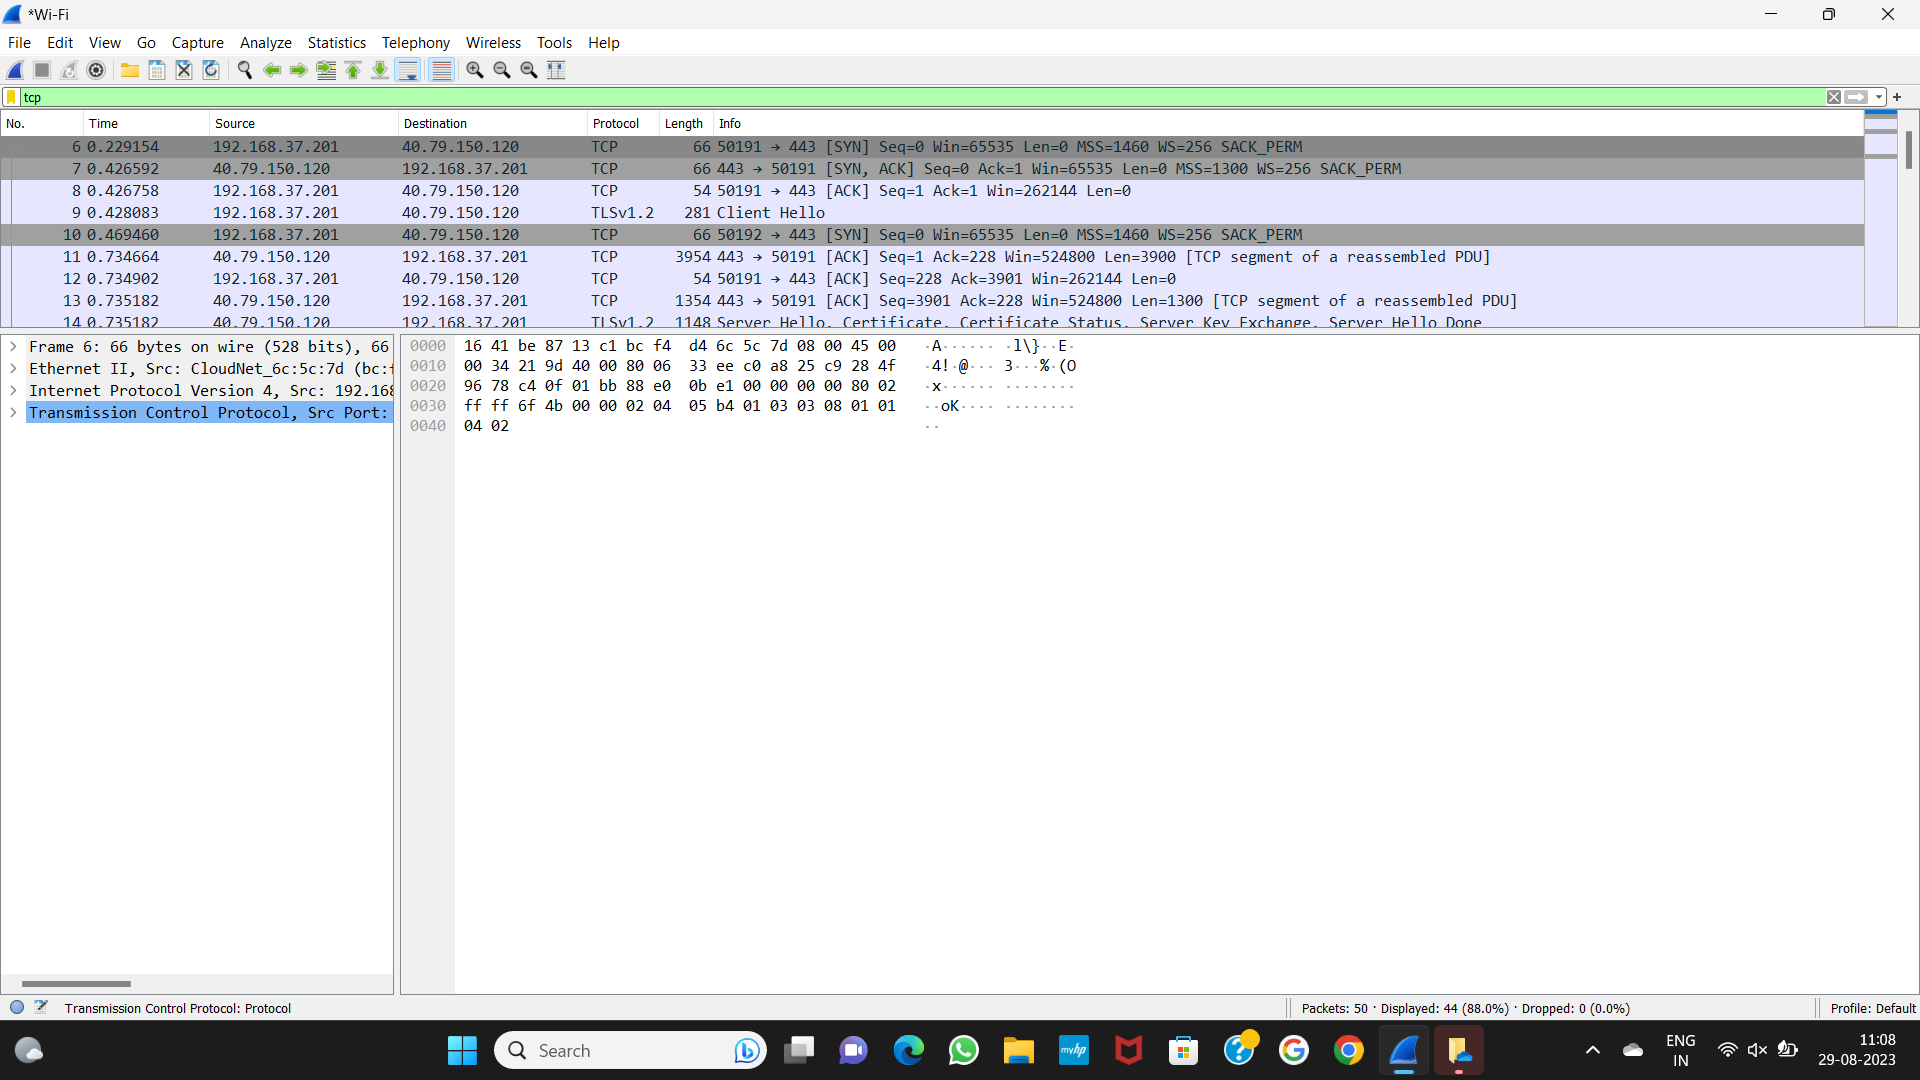 *Wi-Fi
File Edit View Go Capture Analyze Statistics Telephony Wireless Tools Help
tcp
No. Time Source Destination Protocol Length Info
6 0.229154 192.168.37.201 40.79.150.120 TCP 66 50191 → 443 [SYN] Seq=0 Win=65535 Len=0 MSS=1460 WS=256 SACK_PERM
7 0.426592 40.79.150.120 192.168.37.201 TCP 66 443 → 50191 [SYN, ACK] Seq=0 Ack=1 Win=65535 Len=0 MSS=1300 WS=256 SACK_PERM
8 0.426758 192.168.37.201 40.79.150.120 TCP 54 50191 → 443 [ACK] Seq=1 Ack=1 Win=262144 Len=0
9 0.428083 192.168.37.201 40.79.150.120 TLSv1.2 281 Client Hello
10 0.469460 192.168.37.201 40.79.150.120 TCP 66 50192 → 443 [SYN] Seq=0 Win=65535 Len=0 MSS=1460 WS=256 SACK_PERM
11 0.734664 40.79.150.120 192.168.37.201 TCP 3954 443 → 50191 [ACK] Seq=1 Ack=228 Win=524800 Len=3900 [TCP segment of a reassembled PDU]
12 0.734902 192.168.37.201 40.79.150.120 TCP 54 50191 → 443 [ACK] Seq=228 Ack=3901 Win=262144 Len=0
13 0.735182 40.79.150.120 192.168.37.201 TCP 1354 443 → 50191 [ACK] Seq=3901 Ack=228 Win=524800 Len=1300 [TCP segment of a reassembled PDU]
14 0.735182 40.79.150.120 192.168.37.201 TLSv1.2 1148 Server Hello, Certificate, Certificate Status, Server Key Exchange, Server Hello Done
Frame 6: 66 bytes on wire (528 bits), 66
Ethernet II, Src: CloudNet_6c:5c:7d (bc:f
Internet Protocol Version 4, Src: 192.168
Transmission Control Protocol, Src Port:
0000 16 41 be 87 13 c1 bc f4 d4 6c 5c 7d 08 00 45 00 ·A······ ·l\}··E·
0010 00 34 21 9d 40 00 80 06 33 ee c0 a8 25 c9 28 4f ·4!·@··· 3···%·(O
0020 96 78 c4 0f 01 bb 88 e0 0b e1 00 00 00 00 80 02 ·x······ ········
0030 ff ff 6f 4b 00 00 02 04 05 b4 01 03 03 08 01 01 ··oK···· ········
0040 04 02 ··
Transmission Control Protocol: Protocol
Packets: 50 · Displayed: 44 (88.0%) · Dropped: 0 (0.0%)
Profile: Default
Search
myhp
ENG
IN
11:08
29-08-2023